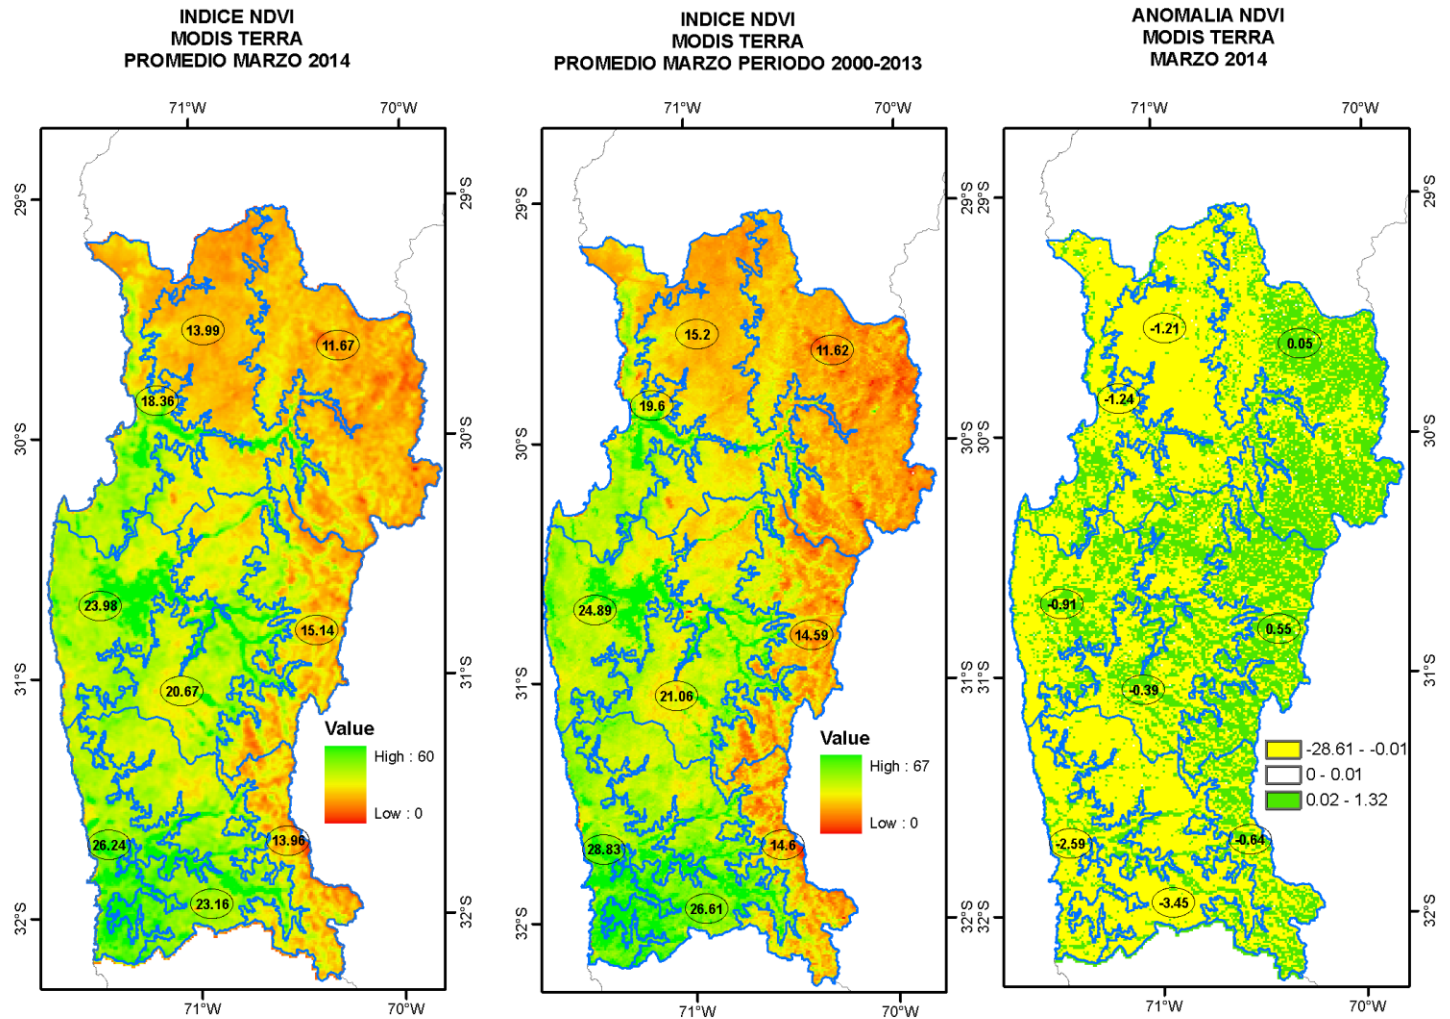 INDICE NDVI
MODIS TERRA
PROMEDIO MARZO 2014
71°W
70°W
29°S
29°S
30°S
30°S
31°S
31°S
32°S
32°S
13.99
11.67
18.36
23.98
15.14
20.67
26.24
13.96
23.16
Value
High : 60
Low : 0
71°W
70°W
INDICE NDVI
MODIS TERRA
PROMEDIO MARZO PERIODO 2000-2013
71°W
70°W
29°S
29°S
30°S
30°S
31°S
31°S
32°S
32°S
15.2
11.62
19.6
24.89
14.59
21.06
28.83
14.6
26.61
Value
High : 67
Low : 0
71°W
70°W
ANOMALIA NDVI
MODIS TERRA
MARZO 2014
71°W
70°W
29°S
29°S
30°S
30°S
31°S
31°S
32°S
32°S
-1.21
0.05
-1.24
-0.91
0.55
-0.39
-2.59
-0.64
-3.45
-28.61 - -0.01
0 - 0.01
0.02 - 1.32
71°W
70°W